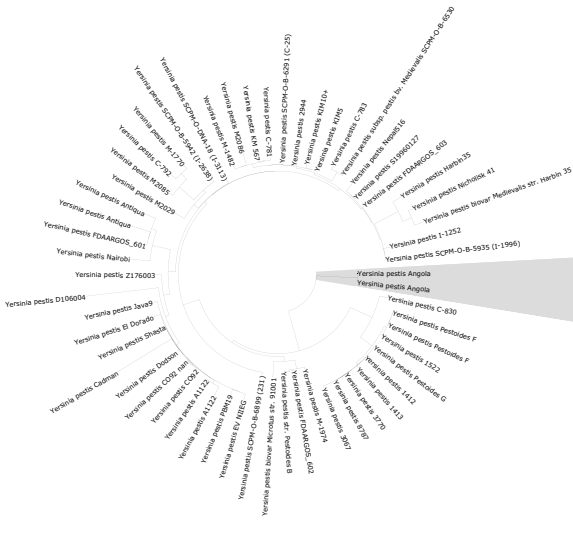 Yersinia pestis SCPM-O-B-6291 (C-25)
Yersinia pestis 2944
Yersinia pestis KIM10+
Yersinia pestis KIM5
Yersinia pestis C-783
Yersinia pestis subsp. pestis bv. Medievalis SCPM-O-B-6530
Yersinia pestis Nepal516
Yersinia pestis S19960127
Yersinia pestis FDAARGOS_603
Yersinia pestis Harbin35
Yersinia pestis Nicholisk 41
Yersinia pestis biovar Medievalis str. Harbin 35
Yersinia pestis I-1252
Yersinia pestis SCPM-O-B-5935 (I-1996)
Yersinia pestis Angola
Yersinia pestis Angola
Yersinia pestis C-830
Yersinia pestis Pestoides F
Yersinia pestis Pestoides F
Yersinia pestis 1522
Yersinia pestis Pestoides G
Yersinia pestis 1412
Yersinia pestis 1413
Yersinia pestis 3770
Yersinia pestis 8787
Yersinia pestis 3067
Yersinia pestis M-1974
Yersinia pestis FDAARGOS_602
Yersinia pestis str. Pestoides B
Yersinia pestis biovar Microtus str. 91001
Yersinia pestis SCPM-O-B-6899 (231)
Yersinia pestis EV NIIEG
Yersinia pestis PBM19
Yersinia pestis A1122
Yersinia pestis A1122
Yersinia pestis CO92
Yersinia pestis CO92_nan
Yersinia pestis Dodson
Yersinia pestis Cadman
Yersinia pestis Shasta
Yersinia pestis El Dorado
Yersinia pestis Java9
Yersinia pestis D106004
Yersinia pestis Z176003
Yersinia pestis Nairobi
Yersinia pestis FDAARGOS_601
Yersinia pestis Antiqua
Yersinia pestis Antiqua
Yersinia pestis M2029
Yersinia pestis M2085
Yersinia pestis C-792
Yersinia pestis M-1770
Yersinia pestis SCPM-O-B-5942 (I-2638)
Yersinia pestis SCPM-O-DNA-18 (I-3113)
Yersinia pestis M-1482
Yersinia pestis M2086
Yersinia pestis KM 567
Yersinia pestis C-781